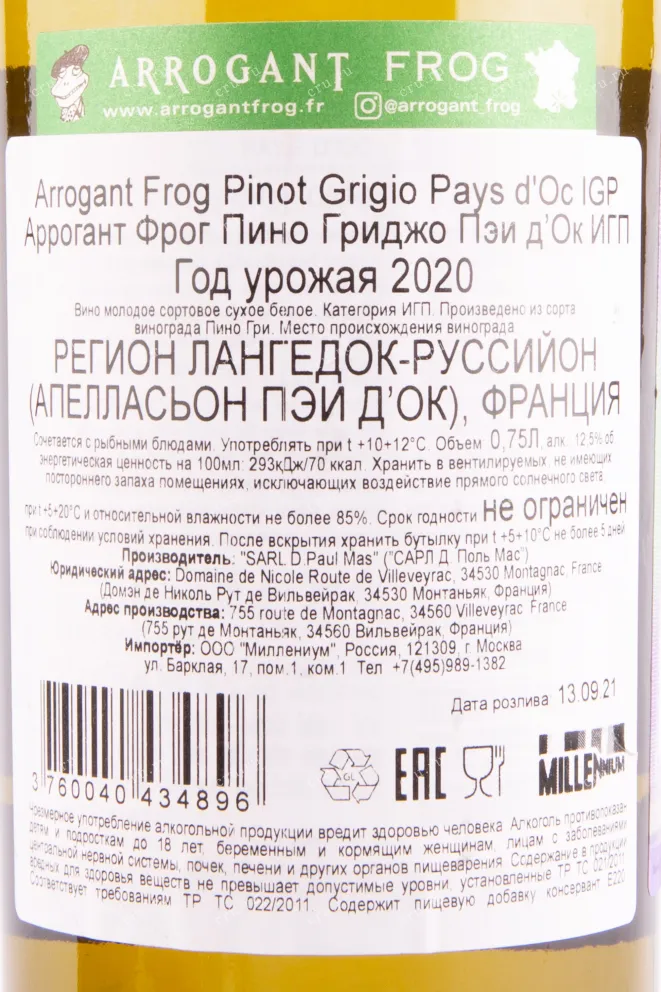 ARROGANT FROG
www.arrogantfrog.fr @arrogant_frog
Arrogant Frog Pinot Grigio Pays d'Oc IGP
Аррогант Фрог Пино Гриджо Пэи д'Ок ИГП
Год урожая 2020
Вино молодое сортовое сухое белое. Категория ИГП. Произведено из сорта
винограда Пино Гри. Место происхождения винограда
РЕГИОН ЛАНГЕДОК-РУССИЙОН
(АПЕЛЛАСЬОН ПЭЙ Д'ОК), ФРАНЦИЯ
Сочетается с рыбными блюдами. Употреблять при t +10+12°С. Объем 0,75Л, алк. 12.5% об.
энергетическая ценность на 100мл: 293кДж/70 ккал. Хранить в вентилируемых, не имеющих
постороннего запаха помещениях, исключающих воздействие прямого солнечного света,
при t +5+20°С и относительной влажности не более 85%. Срок годности не ограничен
при соблюдении условий хранения. После вскрытия хранить бутылку при t +5+10°С не более 5 дней
Производитель: "SARL D.Paul Mas" ("САРЛ Д. Поль Мас")
Юридический адрес: Domaine de Nicole Route de Villeveyrac, 34530 Montagnac, France
(Домэн де Николь Рут де Вильвейрак, 34530 Монтаньяк, Франция)
Адрес производства: 755 route de Montagnac, 34560 Villeveyrac France
(755 рут де Монтаньяк, 34560 Вильвейрак, Франция)
Импортёр: ООО "Миллениум", Россия, 121309, г. Москва
ул. Барклая, 17, пом.1, ком.1 Тел. +7(495)989-1382
Дата розлива 13.09.21
3 760040 434896
GL
EAC
MILLENNIUM
Чрезмерное употребление алкогольной продукции вредит здоровью человека. Алкоголь противопоказан
детям и подросткам до 18 лет, беременным и кормящим женщинам, лицам с заболеваниями
центральной нервной системы, почек, печени и других органов пищеварения. Содержание в продукции
вредных для здоровья веществ не превышает допустимые уровни, установленные ТР ТС 021/2011.
Соответствует требованиям ТР ТС 022/2011. Содержит пищевую добавку консервант Е220